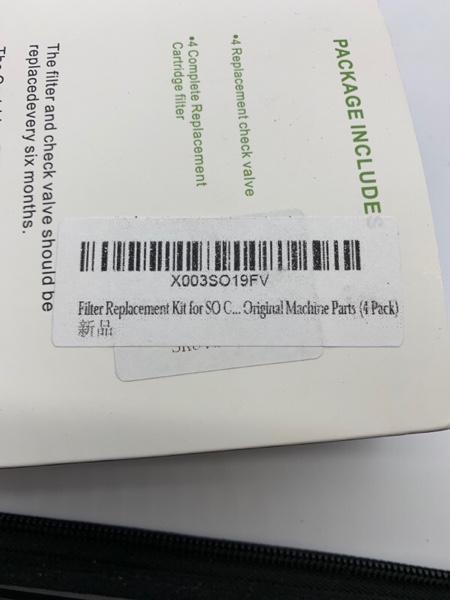 PACKAGE INCLUDES
•4 Replacement check valve
•4 Complete Replacement
Cartridge filter
The filter and check valve should be
replacedevery six months.
X003SO19FV
Filter Replacement Kit for SO C... Original Machine Parts (4 Pack)
新品